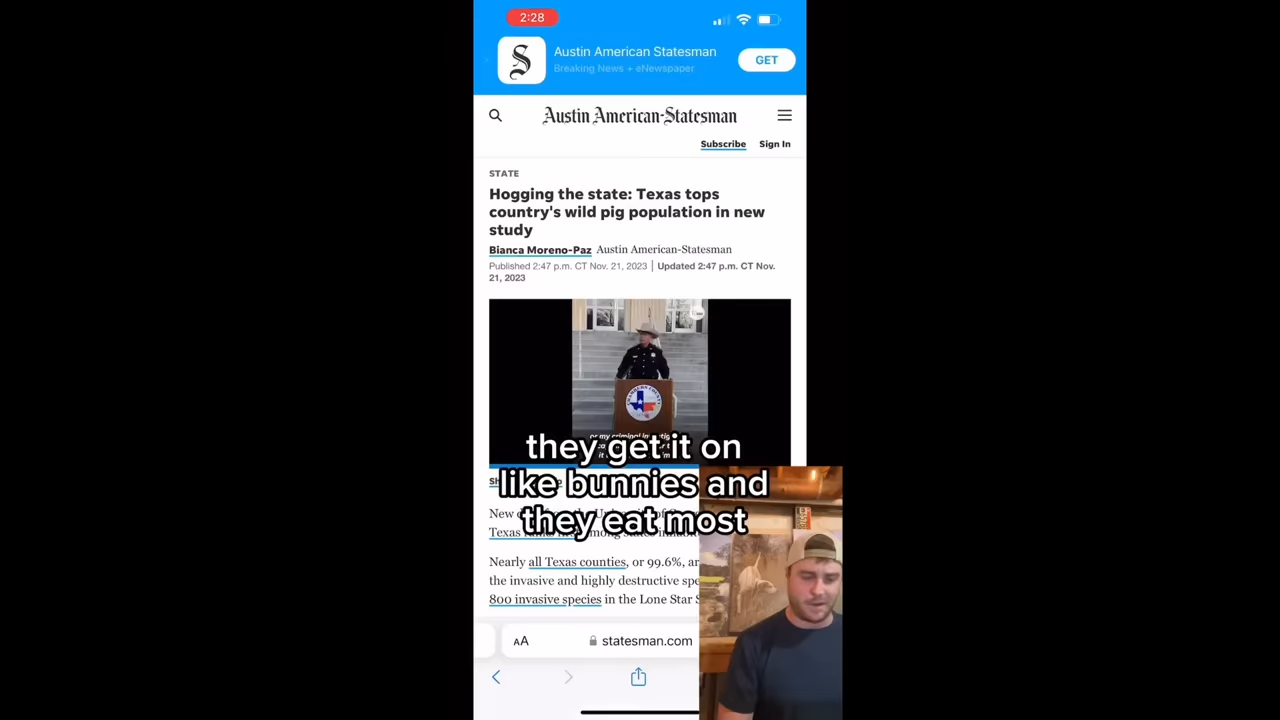 2:28
Austin American Statesman
Breaking News + eNewspaper
GET
Austin American-Statesman
Subscribe Sign In
STATE
Hogging the state: Texas tops
country's wild pig population in new
study
Bianca Moreno-Paz Austin American-Statesman
Published 2:47 p.m. CT Nov. 21, 2023 | Updated 2:47 p.m. CT Nov.
21, 2023
they get it on
like bunnies and
they eat most
New
Texas
Nearly all Texas counties, or 99.6%,
the invasive and highly destructive
800 invasive species in the Lone Star
AA statesman.com